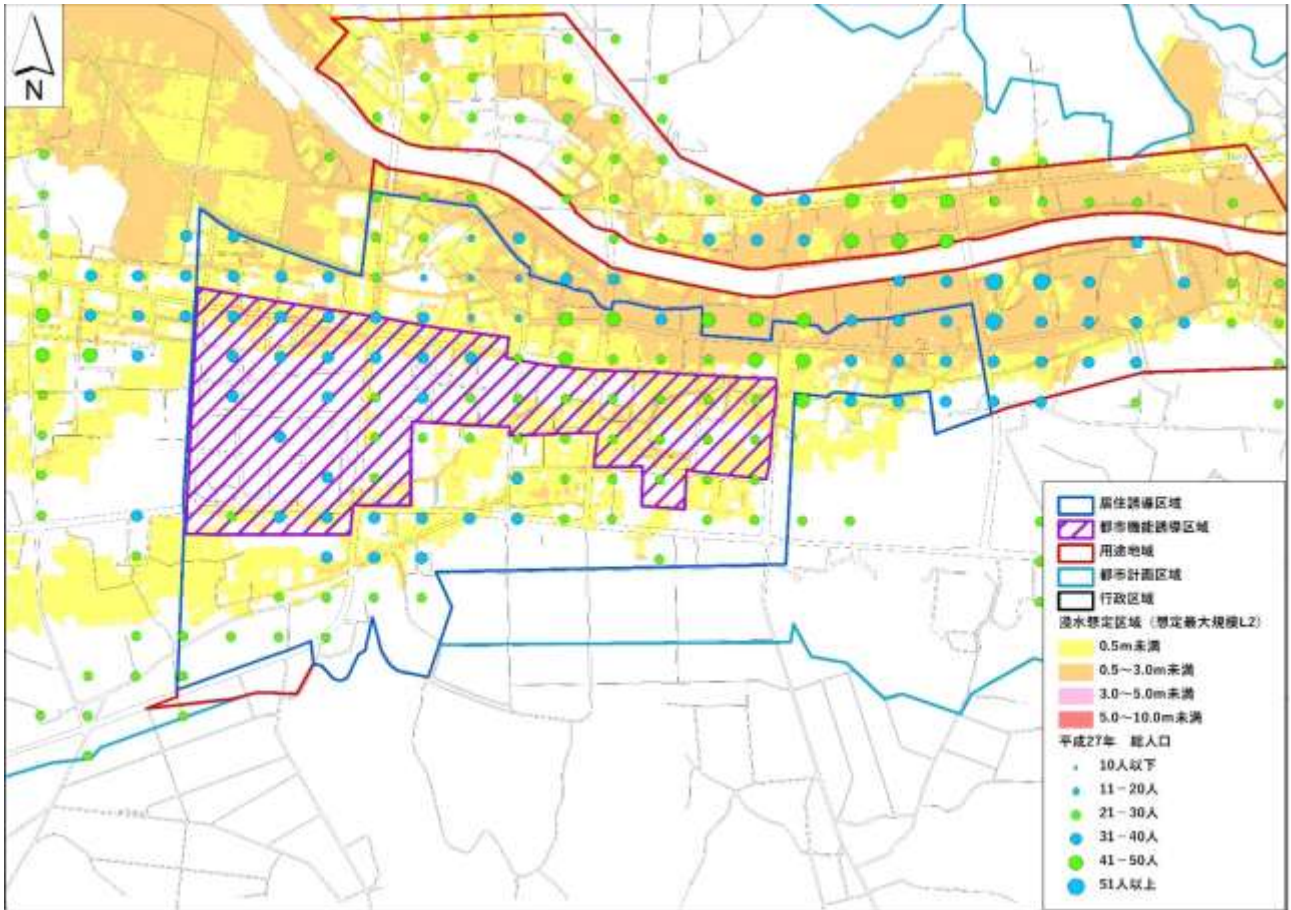 N
居住誘導区域
都市機能誘導区域
用途地域
都市計画区域
行政区域
浸水想定区域（想定最大規模L2）
0.5m未満
0.5～3.0m未満
3.0～5.0m未満
5.0～10.0m未満
平成27年　総人口
10人以下
11－20人
21－30人
31－40人
41－50人
51人以上